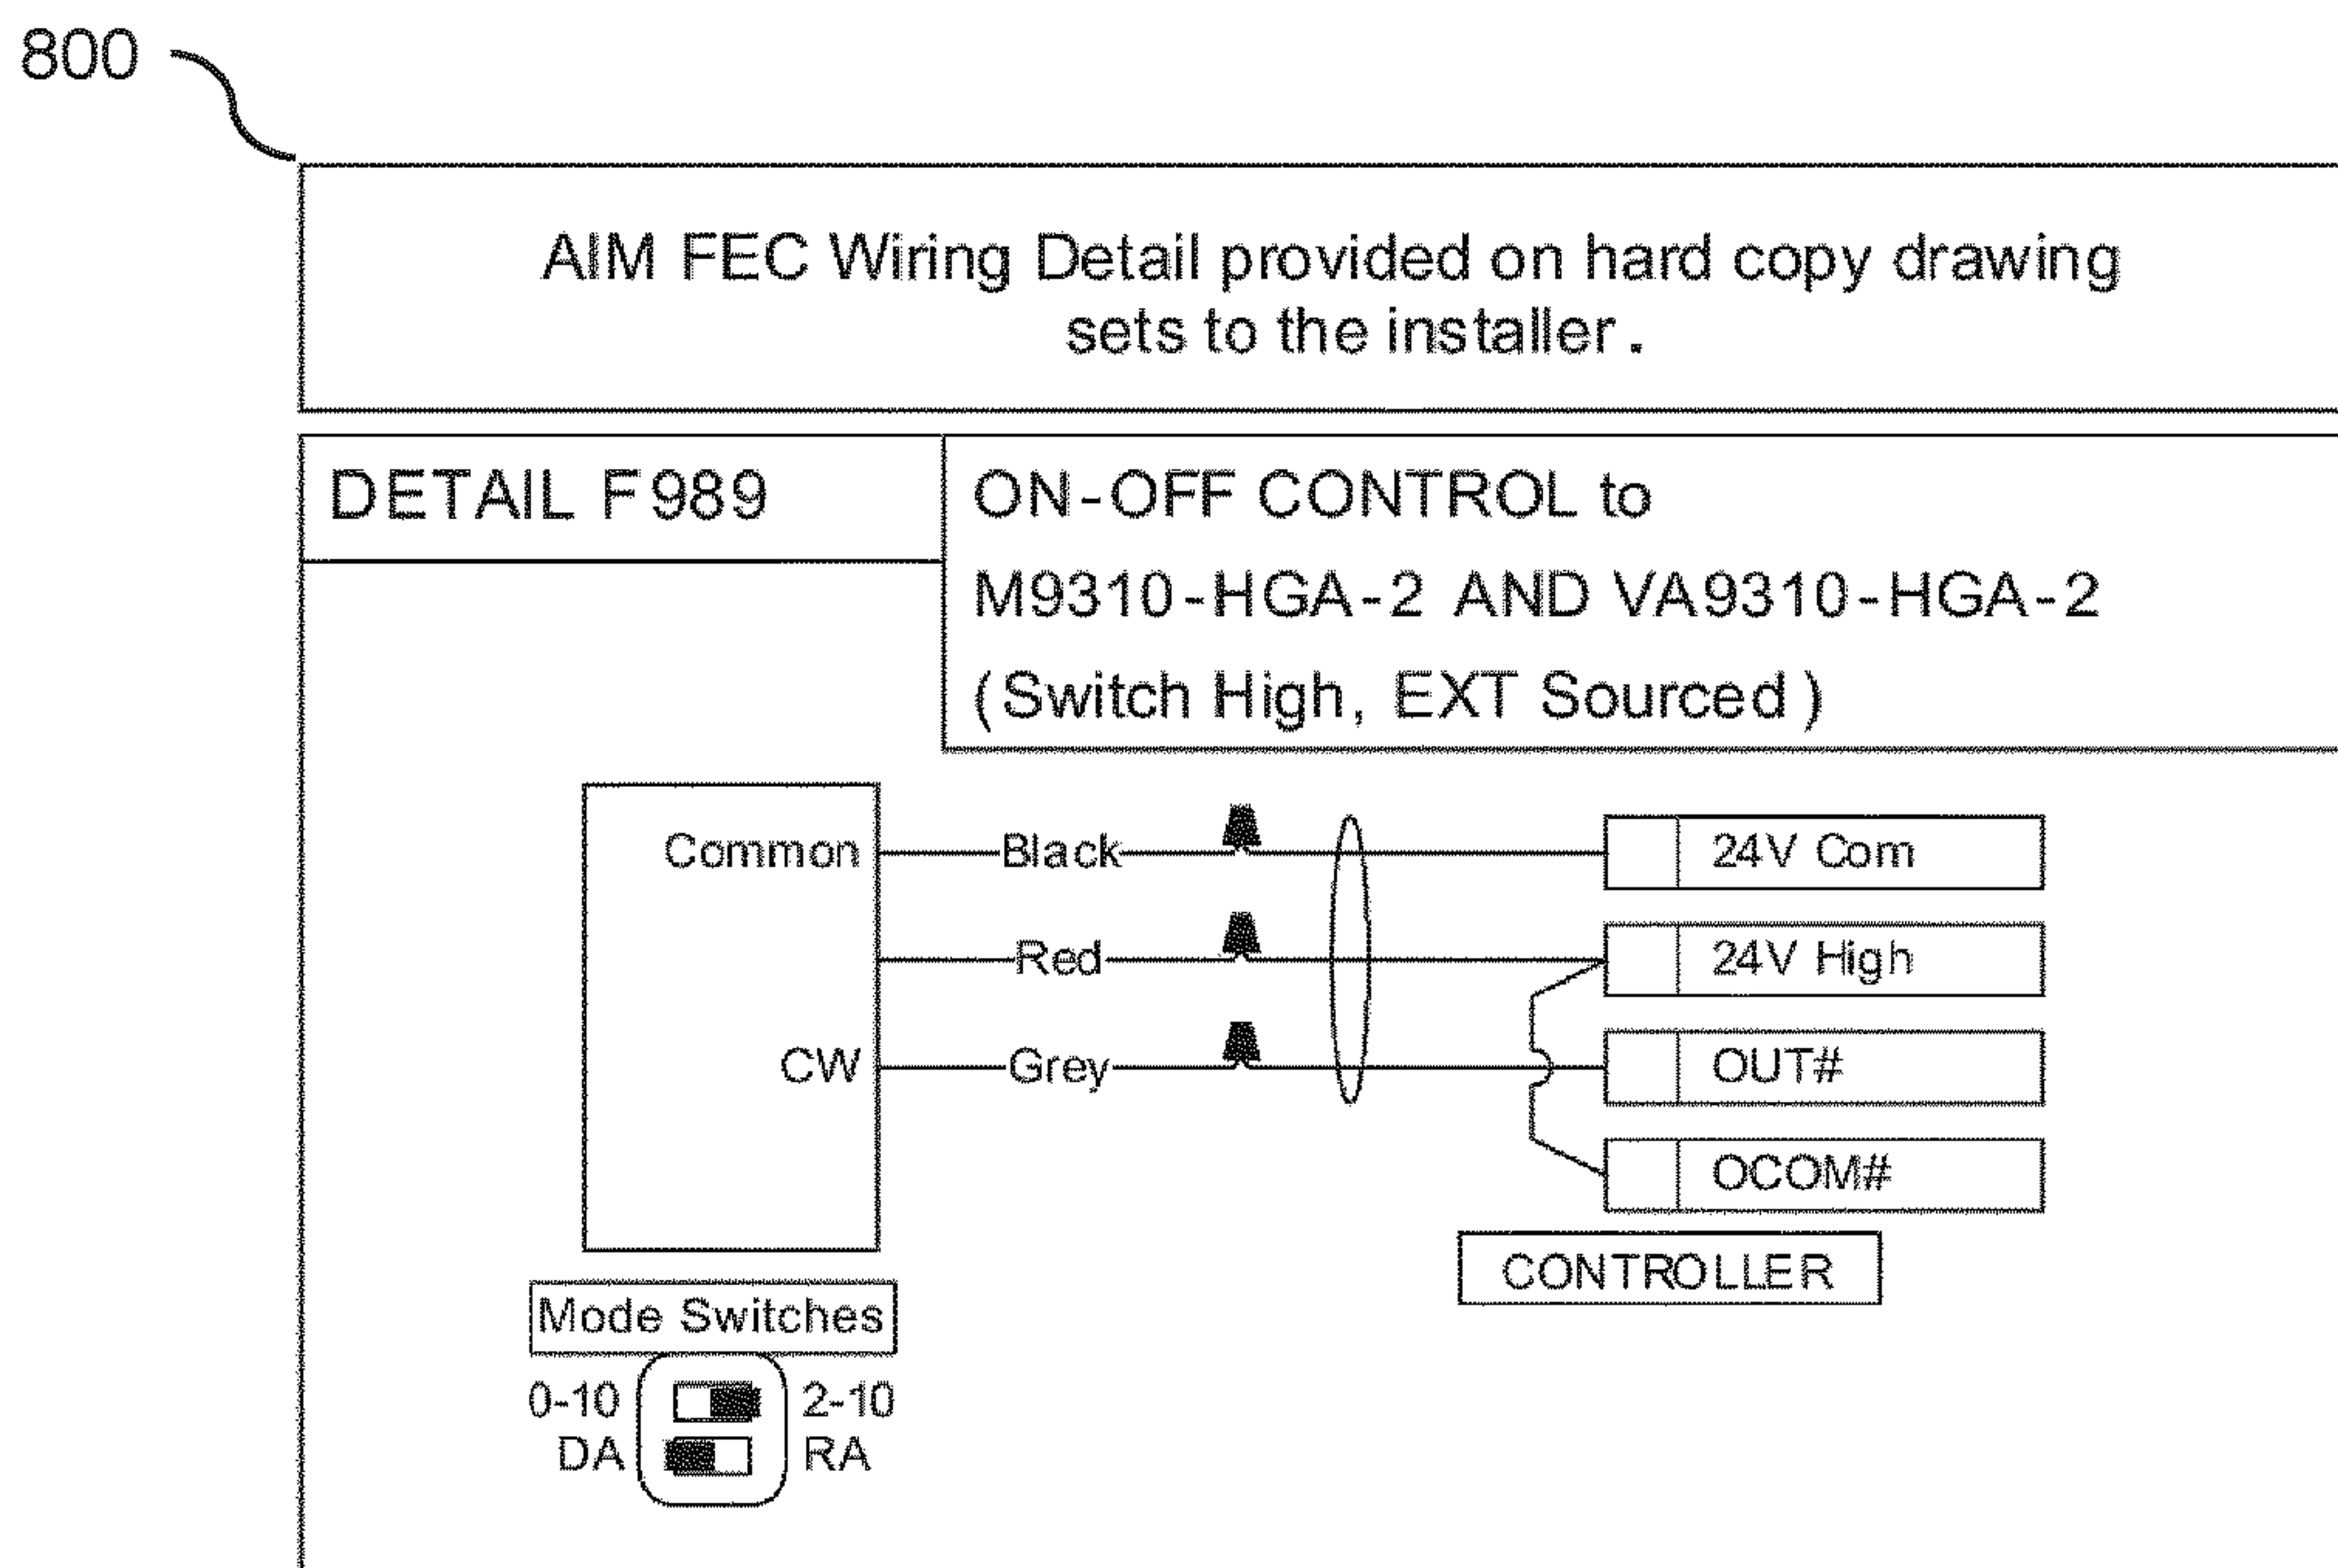 800
AIM FEC Wiring Detail provided on hard copy drawing
sets to the installer.
DETAIL F989
ON-OFF CONTROL to
M9310-HGA-2 AND VA9310-HGA-2
(Switch High, EXT Sourced)
Common
Black
24V Com
Red
24V High
CW
Grey
OUT#
OCOM#
CONTROLLER
Mode Switches
0-10
2-10
DA
RA